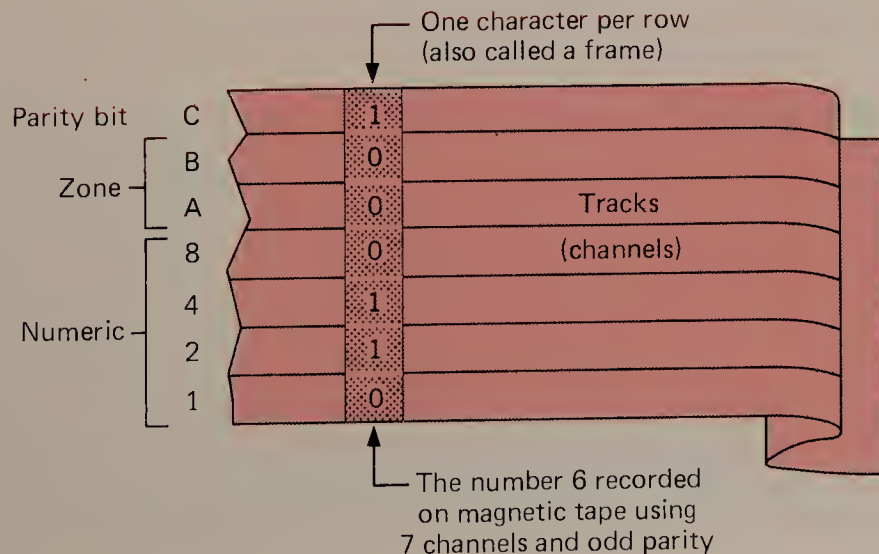 One character per row
(also called a frame)
Parity bit C 1
B 0
Zone
A 0 Tracks
8 0 (channels)
4 1
Numeric
2 1
1 0
The number 6 recorded
on magnetic tape using
7 channels and odd parity